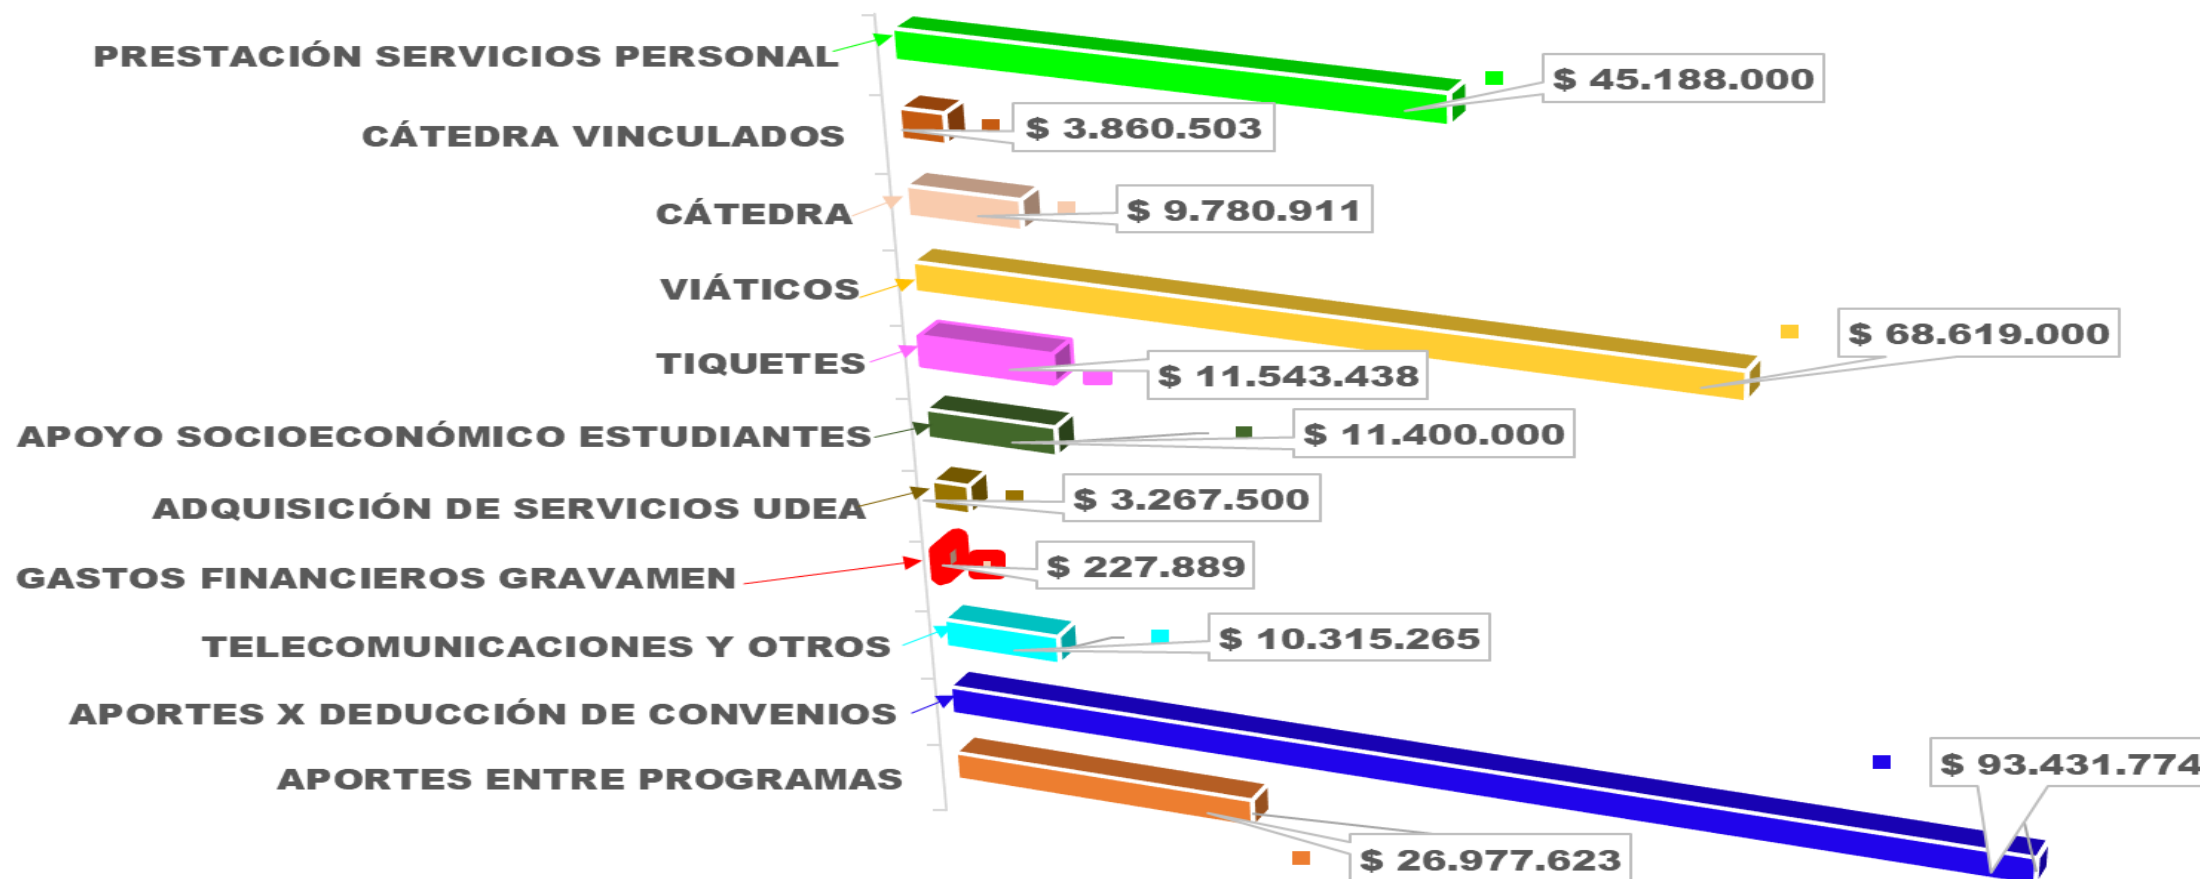 PRESTACIÓN SERVICIOS PERSONAL
$ 45.188.000
CÁTEDRA VINCULADOS
$ 3.860.503
CÁTEDRA
$ 9.780.911
VIÁTICOS
$ 68.619.000
TIQUETES
$ 11.543.438
APOYO SOCIOECONÓMICO ESTUDIANTES
$ 11.400.000
ADQUISICIÓN DE SERVICIOS UDEA
$ 3.267.500
GASTOS FINANCIEROS GRAVAMEN
$ 227.889
TELECOMUNICACIONES Y OTROS
$ 10.315.265
APORTES X DEDUCCIÓN DE CONVENIOS
$ 93.431.774
APORTES ENTRE PROGRAMAS
$ 26.977.623